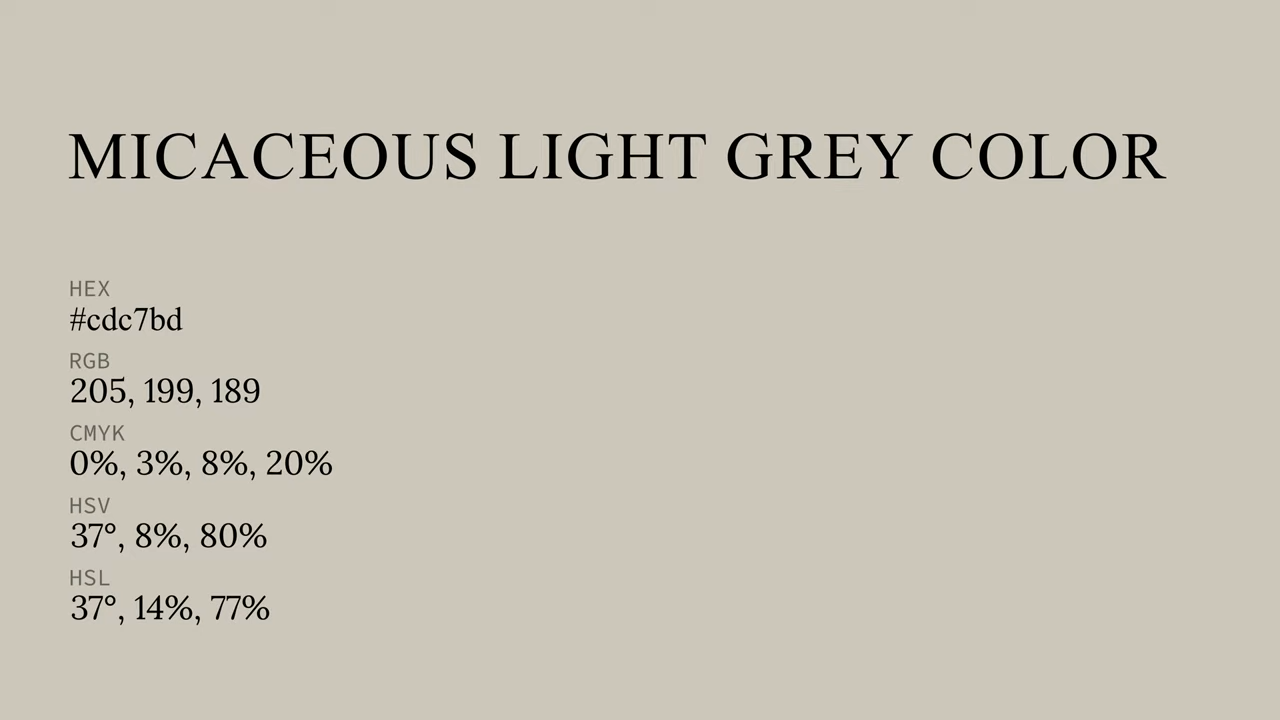 MICACEOUS LIGHT GREY COLOR
HEX
#cdc7bd
RGB
205, 199, 189
CMYK
0%, 3%, 8%, 20%
HSV
37°, 8%, 80%
HSL
37°, 14%, 77%